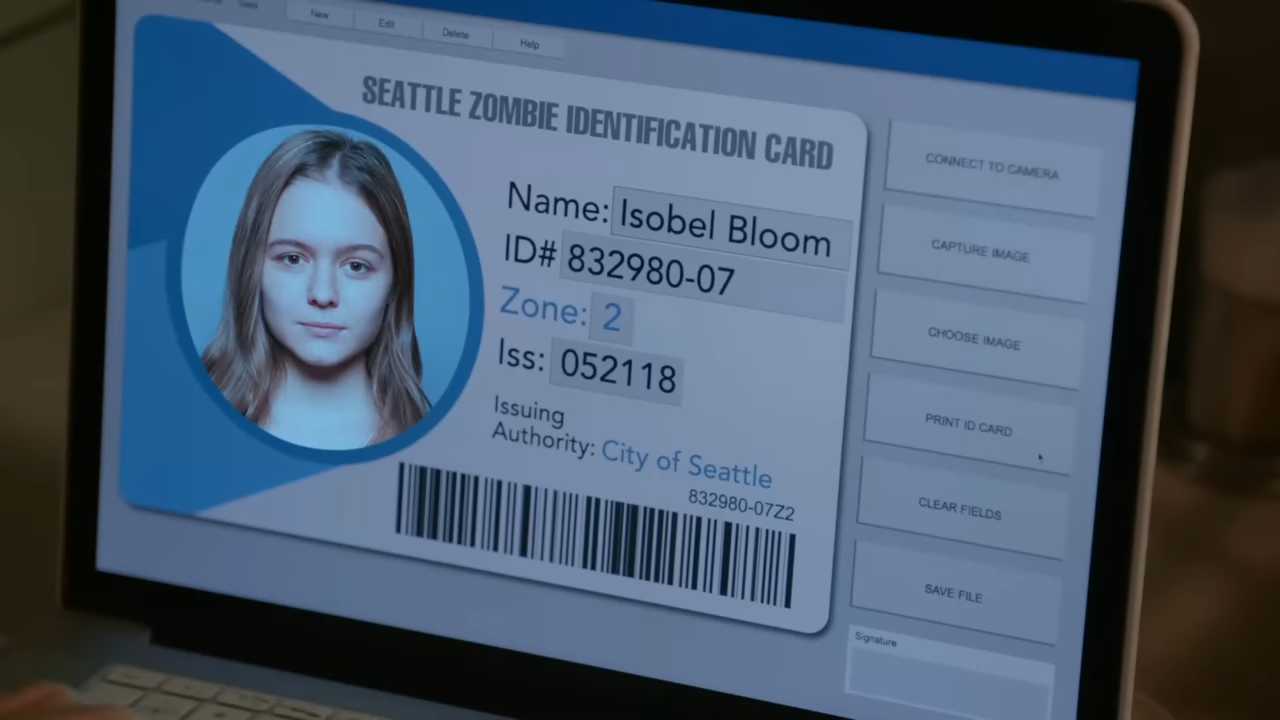 New Edit Delete Help
SEATTLE ZOMBIE IDENTIFICATION CARD
Name: Isobel Bloom
ID# 832980-07
Zone: 2
Iss: 052118
Issuing
Authority: City of Seattle
832980-07Z2
CONNECT TO CAMERA
CAPTURE IMAGE
CHOOSE IMAGE
PRINT ID CARD
CLEAR FIELDS
SAVE FILE
Signature